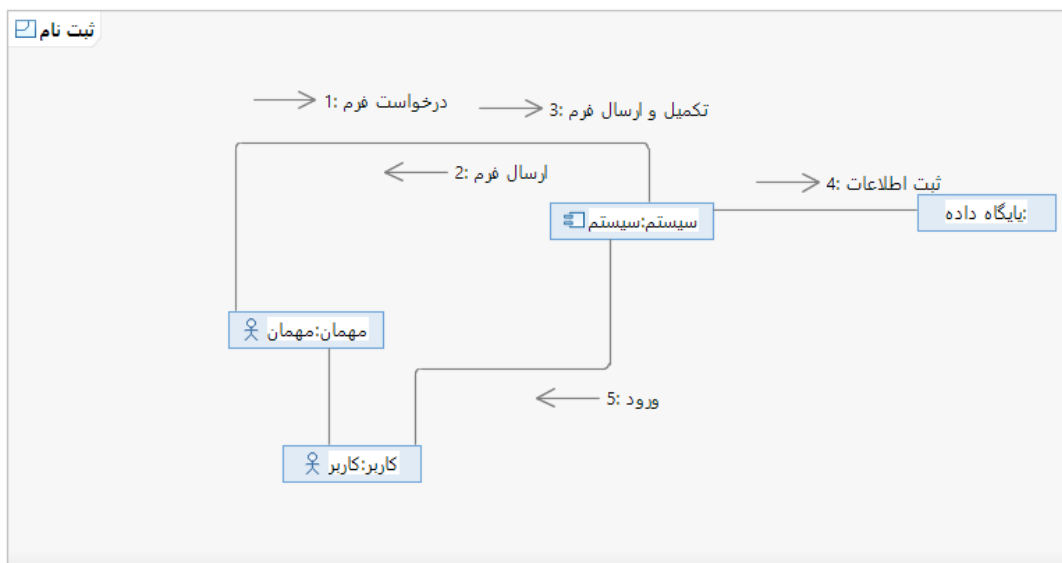 ثبت نام
1: درخواست فرم
3: تکمیل و ارسال فرم
2: ارسال فرم
4: ثبت اطلاعات
سیستم:سیستم
:پایگاه داده
مهمان:مهمان
5: ورود
کاربر:کاربر